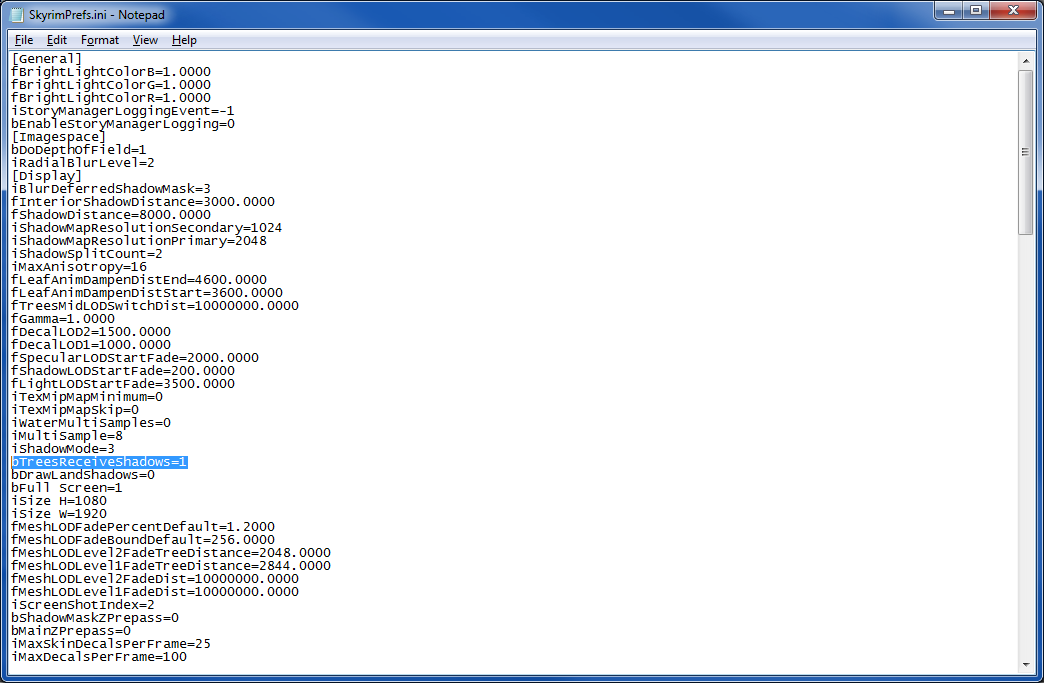 SkyrimPrefs.ini - Notepad
File Edit Format View Help
[General]
fBrightLightColorB=1.0000
fBrightLightColorG=1.0000
fBrightLightColorR=1.0000
iStoryManagerLoggingEvent=-1
bEnableStoryManagerLogging=0
[Imagespace]
bDoDepthOfField=1
iRadialBlurLevel=2
[Display]
iBlurDeferredShadowMask=3
fInteriorShadowDistance=3000.0000
fShadowDistance=8000.0000
iShadowMapResolutionSecondary=1024
iShadowMapResolutionPrimary=2048
iShadowSplitCount=2
iMaxAnisotropy=16
fLeafAnimDampenDistEnd=4600.0000
fLeafAnimDampenDistStart=3600.0000
fTreesMidLODSwitchDist=10000000.0000
fGamma=1.0000
fDecalLOD2=1500.0000
fDecalLOD1=1000.0000
fSpecularLODStartFade=2000.0000
fShadowLODStartFade=200.0000
fLightLODStartFade=3500.0000
iTexMipMapMinimum=0
iTexMipMapSkip=0
iWaterMultiSamples=0
iMultiSample=8
iShadowMode=3
bTreesReceiveShadows=1
bDrawLandShadows=0
bFull Screen=1
iSize H=1080
iSize W=1920
fMeshLODFadePercentDefault=1.2000
fMeshLODFadeBoundDefault=256.0000
fMeshLODLevel2FadeTreeDistance=2048.0000
fMeshLODLevel1FadeTreeDistance=2844.0000
fMeshLODLevel2FadeDist=10000000.0000
fMeshLODLevel1FadeDist=10000000.0000
iScreenShotIndex=2
bShadowMaskZPrepass=0
bMainZPrepass=0
iMaxSkinDecalsPerFrame=25
iMaxDecalsPerFrame=100